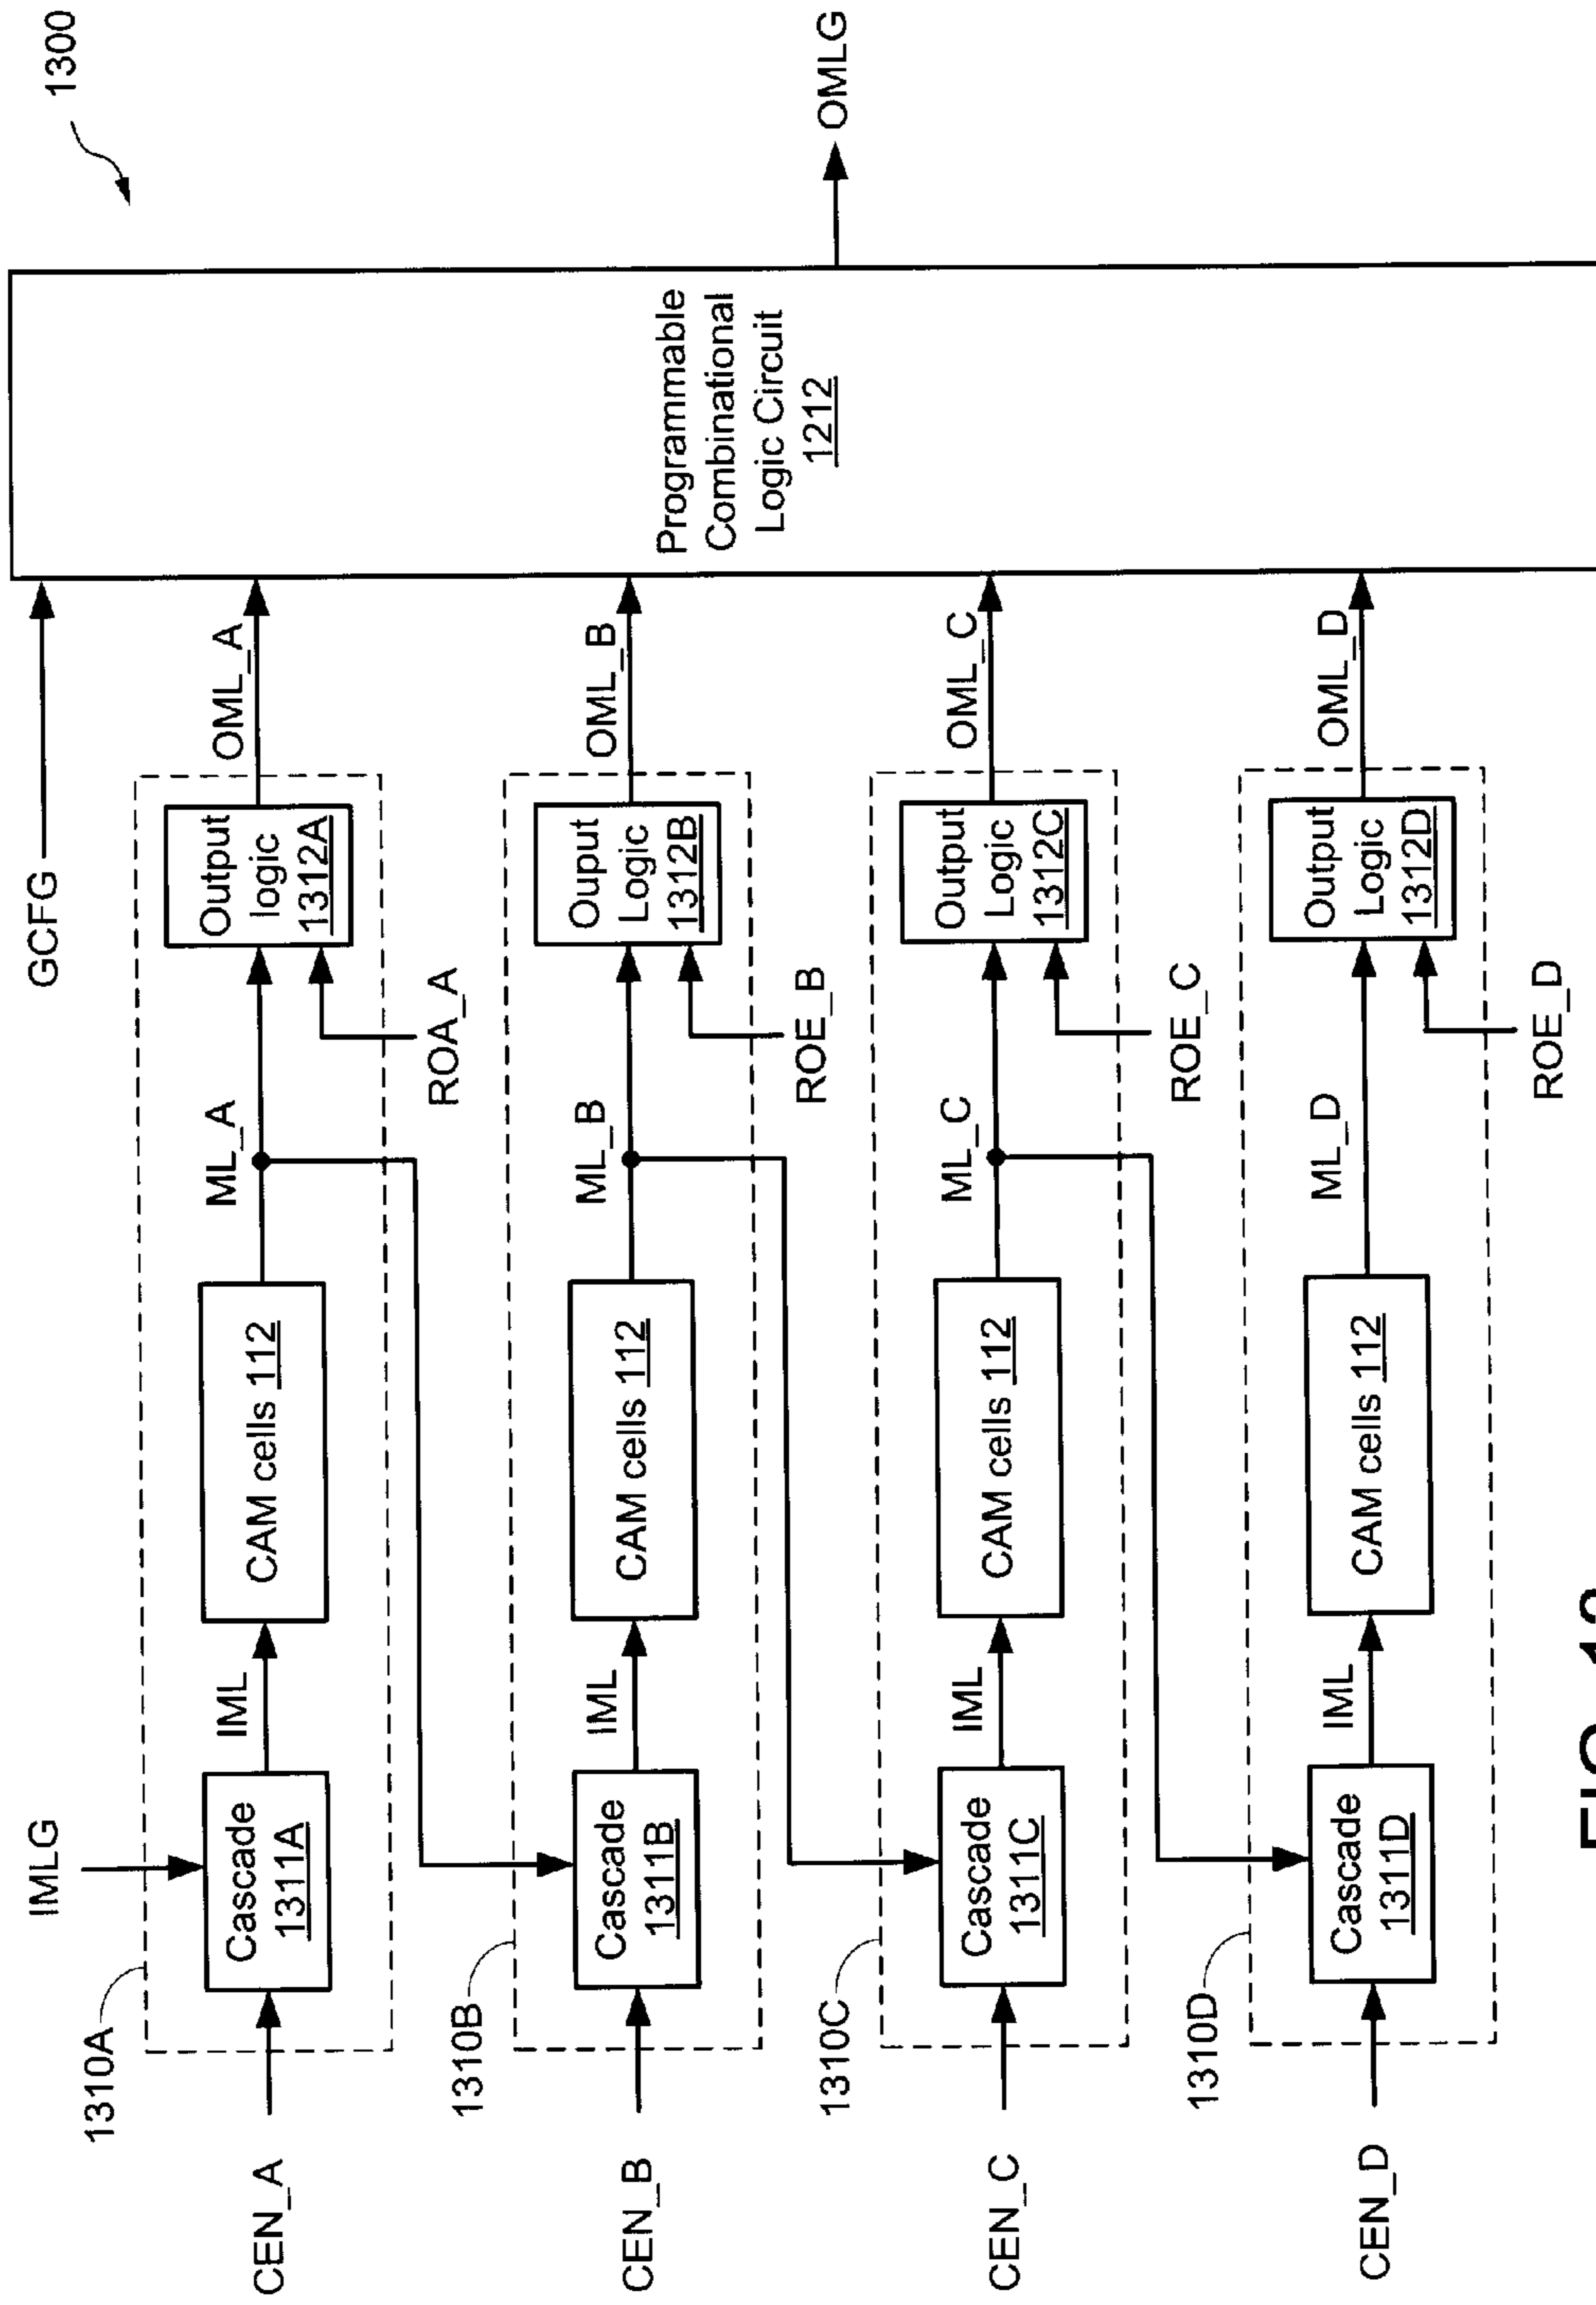 1300
IMLG
GCFG
1310A
CEN_A
Cascade
1311A
IML
CAM cells 112
ML_A
Output
logic
1312A
ROA_A
OML_A
1310B
CEN_B
Cascade
1311B
IML
CAM cells 112
ML_B
Ouput
Logic
1312B
ROE_B
OML_B
1310C
CEN_C
Cascade
1311C
IML
CAM cells 112
ML_C
Output
Logic
1312C
ROE_C
OML_C
1310D
CEN_D
Cascade
1311D
IML
CAM cells 112
ML_D
Output
Logic
1312D
ROE_D
OML_D
Programmable
Combinational
Logic Circuit
1212
OMLG
FIG